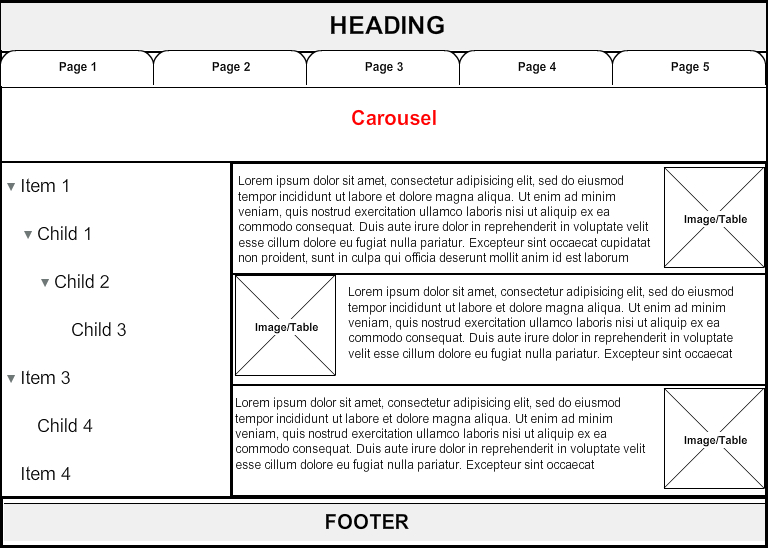 HEADING
Page 1
Page 2
Page 3
Page 4
Page 5
Carousel
Item 1
Child 1
Child 2
Child 3
Item 3
Child 4
Item 4
Lorem ipsum dolor sit amet, consectetur adipisicing elit, sed do eiusmod
tempor incididunt ut labore et dolore magna aliqua. Ut enim ad minim
veniam, quis nostrud exercitation ullamco laboris nisi ut aliquip ex ea
commodo consequat. Duis aute irure dolor in reprehenderit in voluptate velit
esse cillum dolore eu fugiat nulla pariatur. Excepteur sint occaecat cupidatat
non proident, sunt in culpa qui officia deserunt mollit anim id est laborum
Image/Table
Image/Table
Lorem ipsum dolor sit amet, consectetur adipisicing elit, sed do eiusmod
tempor incididunt ut labore et dolore magna aliqua. Ut enim ad minim
veniam, quis nostrud exercitation ullamco laboris nisi ut aliquip ex ea
commodo consequat. Duis aute irure dolor in reprehenderit in voluptate
velit esse cillum dolore eu fugiat nulla pariatur. Excepteur sint occaecat
Lorem ipsum dolor sit amet, consectetur adipisicing elit, sed do eiusmod
tempor incididunt ut labore et dolore magna aliqua. Ut enim ad minim
veniam, quis nostrud exercitation ullamco laboris nisi ut aliquip ex ea
commodo consequat. Duis aute irure dolor in reprehenderit in voluptate velit
esse cillum dolore eu fugiat nulla pariatur. Excepteur sint occaecat
Image/Table
FOOTER